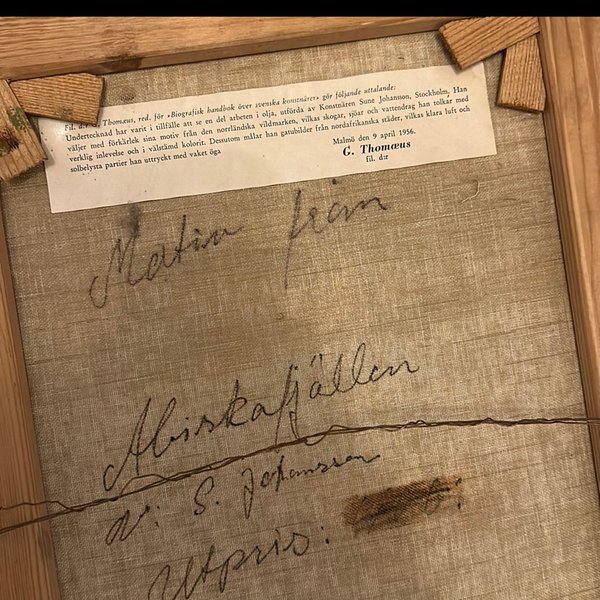 Fil. d:r Thomæus, red. för »Biografisk handbok över svenska konstnärer» gör följande uttalande:
Undertecknad har varit i tillfälle att se en del arbeten i olja, utförda av Konstnären Sune Johansson, Stockholm. Han
väljer med förkärlek sina motiv från den norrländska vildmarken, vilkas skogar, sjöar och vattendrag han tolkar med
verklig inlevelse och i välstämd kolorit. Dessutom målar han gatubilder från nordafrikanska städer, vilkas klara luft och
solbelysta partier han uttryckt med vaket öga
Malmö den 9 april 1956.
G. Thomæus
fil. d:r
Motiv från
Abiskofjällen
av: S. Johansson
Utpris: